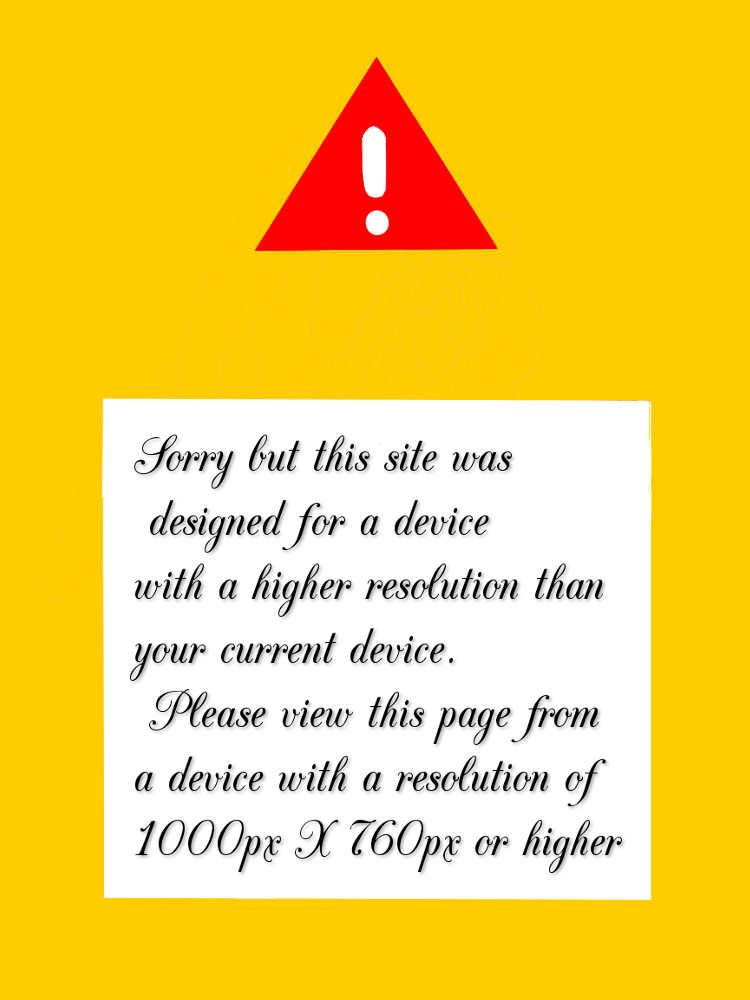 !
Sorry but this site was
designed for a device
with a higher resolution than
your current device.
Please view this page from
a device with a resolution of
1000px X 760px or higher